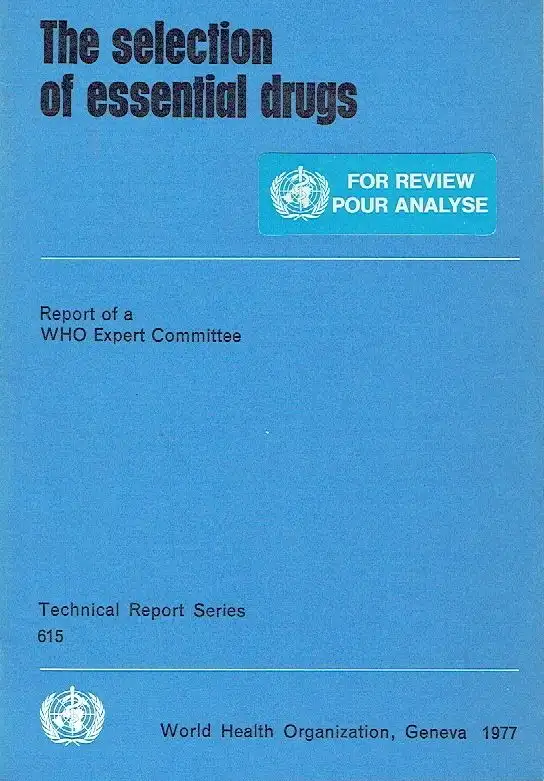 The selection
of essential drugs
FOR REVIEW
POUR ANALYSE
Report of a
WHO Expert Committee
Technical Report Series
615
World Health Organization, Geneva 1977